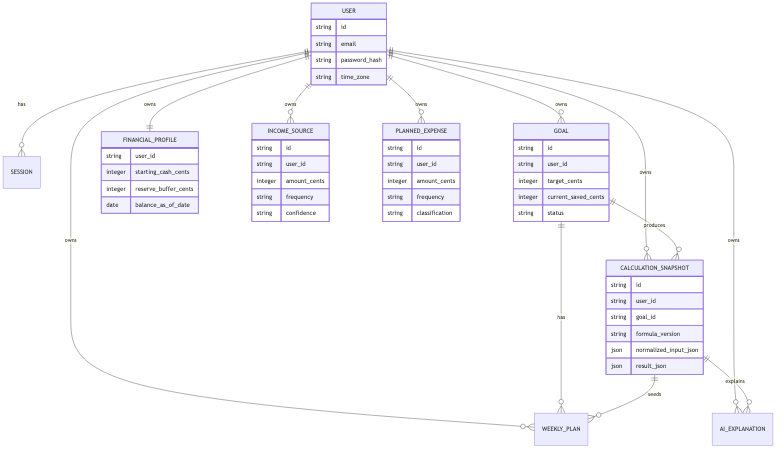 USER
string id
string email
string password_hash
string time_zone
has
owns
owns
owns
owns
FINANCIAL_PROFILE
string user_id
integer starting_cash_cents
integer reserve_buffer_cents
date balance_as_of_date
INCOME_SOURCE
string id
string user_id
integer amount_cents
string frequency
string confidence
PLANNED_EXPENSE
string id
string user_id
integer amount_cents
string frequency
string classification
GOAL
string id
string user_id
integer target_cents
integer current_saved_cents
string status
SESSION
owns
produces
owns
owns
CALCULATION_SNAPSHOT
string id
string user_id
string goal_id
string formula_version
json normalized_input_json
json result_json
has
explains
seeds
WEEKLY_PLAN
AI_EXPLANATION